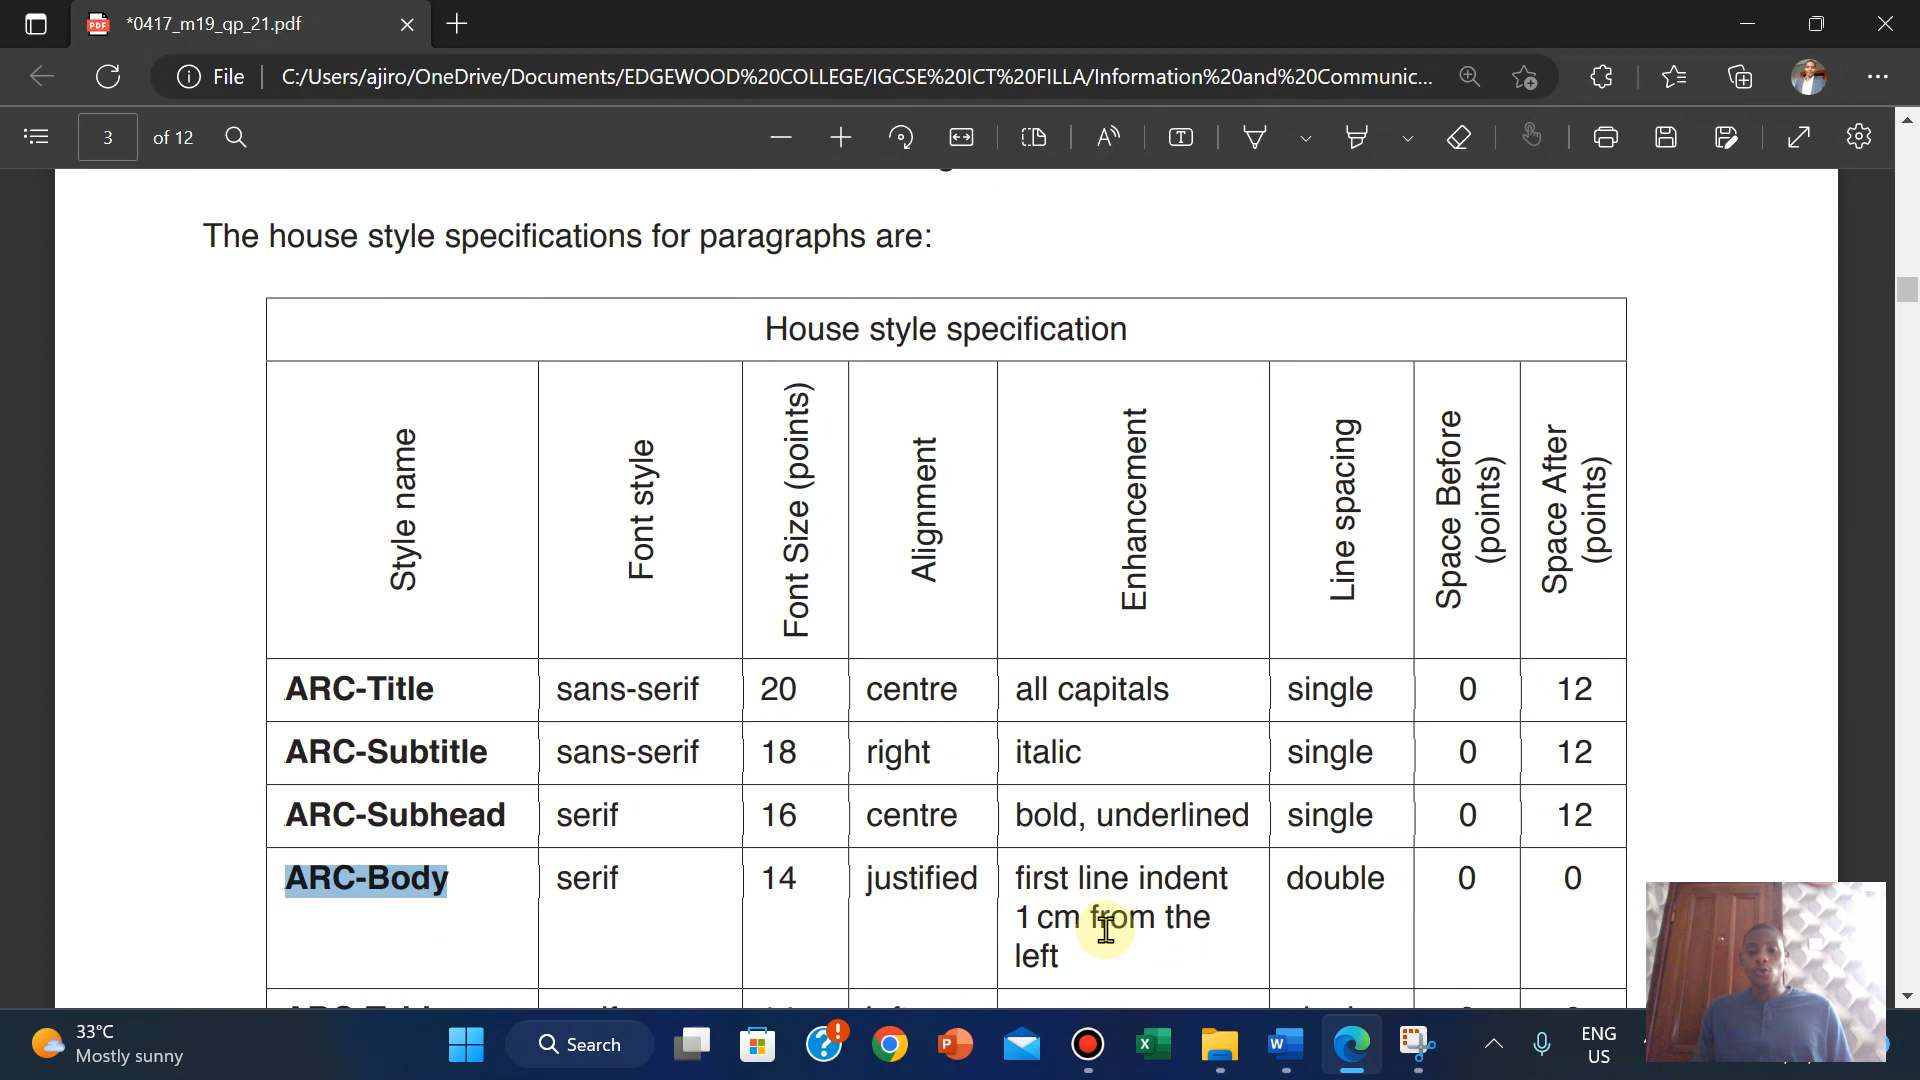 *0417_m19_qp_21.pdf
File
C:/Users/ajiro/OneDrive/Documents/EDGEWOOD%20COLLEGE/IGCSE%20ICT%20FILLA/Information%20and%20Communic...
3 of 12
The house style specifications for paragraphs are:
House style specification
Style name
Font style
Font Size (points)
Alignment
Enhancement
Line spacing
Space Before
(points)
Space After
(points)
ARC-Title sans-serif 20 centre all capitals single 0 12
ARC-Subtitle sans-serif 18 right italic single 0 12
ARC-Subhead serif 16 centre bold, underlined single 0 12
ARC-Body serif 14 justified first line indent double 0 0
1 cm from the
left
33°C
Mostly sunny
Search
ENG
US